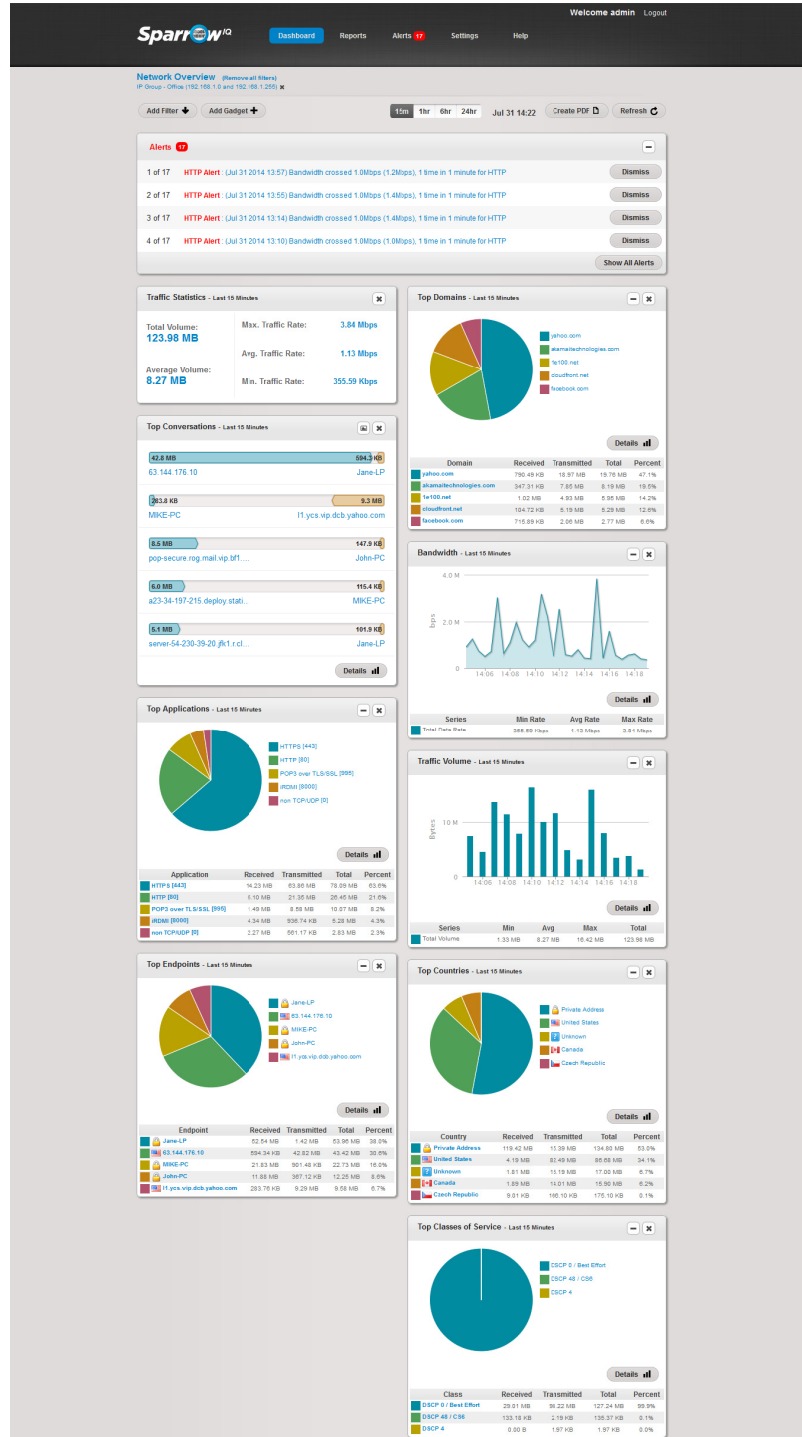 Welcome admin Logout
SparrowIQ
Dashboard Reports Alerts 17 Settings Help
Network Overview (Remove all filters)
IP Group - Office (192.168.1.0 and 192.168.1.255)
Add Filter Add Gadget 15m 1hr 6hr 24hr Jul 31 14:22 Create PDF Refresh
Alerts 17
1 of 17 HTTP Alert : (Jul 31 2014 13:57) Bandwidth crossed 1.0Mbps (1.2Mbps), 1 time in 1 minute for HTTP Dismiss
2 of 17 HTTP Alert : (Jul 31 2014 13:55) Bandwidth crossed 1.0Mbps (1.6Mbps), 1 time in 1 minute for HTTP Dismiss
3 of 17 HTTP Alert : (Jul 31 2014 13:14) Bandwidth crossed 1.0Mbps (1.4Mbps), 1 time in 1 minute for HTTP Dismiss
4 of 17 HTTP Alert : (Jul 31 2014 13:10) Bandwidth crossed 1.0Mbps (1.0Mbps), 1 time in 1 minute for HTTP Dismiss
Show All Alerts
Traffic Statistics - Last 15 Minutes
Total Volume:
123.98 MB
Average Volume:
8.27 MB
Max. Traffic Rate: 3.84 Mbps
Avg. Traffic Rate: 1.13 Mbps
Min. Traffic Rate: 355.59 Kbps
Top Conversations - Last 15 Minutes
42.8 MB 594.3 KB
63.144.176.10 Jane-LP
283.8 KB 9.3 MB
MIKE-PC l1.ycs.vip.dcb.yahoo.com
8.5 MB 147.9 KB
pop-secure.rog.mail.vip.bf1.... John-PC
6.0 MB 115.4 KB
a23-34-197-215.deploy.stati... MIKE-PC
5.1 MB 101.9 KB
server-54-230-39-20.jfk1.r.cl... Jane-LP
Details
Top Applications - Last 15 Minutes
HTTPS [443]
HTTP [80]
POP3 over TLS/SSL [995]
iRDMI [8000]
non TCP/UDP [0]
Details
Application Received Transmitted Total Percent
HTTPS [443] 14.23 MB 63.86 MB 78.09 MB 63.6%
HTTP [80] 5.10 MB 21.35 MB 26.45 MB 21.6%
POP3 over TLS/SSL [995] 1.49 MB 8.58 MB 10.07 MB 8.2%
iRDMI [8000] 4.34 MB 936.74 KB 5.28 MB 4.3%
non TCP/UDP [0] 2.27 MB 561.17 KB 2.83 MB 2.3%
Top Endpoints - Last 15 Minutes
Jane-LP
63.144.176.10
MIKE-PC
John-PC
l1.ycs.vip.dcb.yahoo.com
Details
Endpoint Received Transmitted Total Percent
Jane-LP 52.54 MB 1.42 MB 53.96 MB 38.0%
63.144.176.10 594.34 KB 42.82 MB 43.42 MB 30.6%
MIKE-PC 21.83 MB 901.48 KB 22.73 MB 16.0%
John-PC 11.88 MB 367.12 KB 12.25 MB 8.6%
l1.ycs.vip.dcb.yahoo.com 283.76 KB 9.29 MB 9.58 MB 6.7%
Top Domains - Last 15 Minutes
yahoo.com
akamaitechnologies.com
1e100.net
cloudfront.net
facebook.com
Details
Domain Received Transmitted Total Percent
yahoo.com 790.49 KB 18.97 MB 19.76 MB 47.1%
akamaitechnologies.com 347.31 KB 7.85 MB 8.19 MB 19.5%
1e100.net 1.02 MB 4.93 MB 5.95 MB 14.2%
cloudfront.net 104.72 KB 5.19 MB 5.29 MB 12.6%
facebook.com 715.89 KB 2.06 MB 2.77 MB 6.6%
Bandwidth - Last 15 Minutes
bps
4.0 M
2.0 M
0
14:06 14:08 14:10 14:12 14:14 14:16 14:18
Details
Series Min Rate Avg Rate Max Rate
Total Data Rate 355.59 Kbps 1.13 Mbps
Traffic Volume - Last 15 Minutes
Bytes
10 M
0
14:06 14:08 14:10 14:12 14:14 14:16 14:18
Details
Series Min Avg Max Total
Total Volume 1.33 MB 8.27 MB 16.42 MB 123.98 MB
Top Countries - Last 15 Minutes
Private Address
United States
Unknown
Canada
Czech Republic
Details
Country Received Transmitted Total Percent
Private Address 119.42 MB 15.39 MB 134.80 MB 53.0%
United States 4.19 MB 82.49 MB 86.68 MB 34.1%
Unknown 1.81 MB 15.19 MB 17.00 MB 6.7%
Canada 1.89 MB 14.01 MB 15.90 MB 6.2%
Czech Republic 9.01 KB 166.10 KB 175.10 KB 0.1%
Top Classes of Service - Last 15 Minutes
DSCP 0 / Best Effort
DSCP 48 / CS6
DSCP 4
Details
Class Received Transmitted Total Percent
DSCP 0 / Best Effort 29.01 MB 98.22 MB 127.24 MB 99.9%
DSCP 48 / CS6 133.18 KB 2.19 KB 135.37 KB 0.1%
DSCP 4 0.00 B 1.97 KB 1.97 KB 0.0%